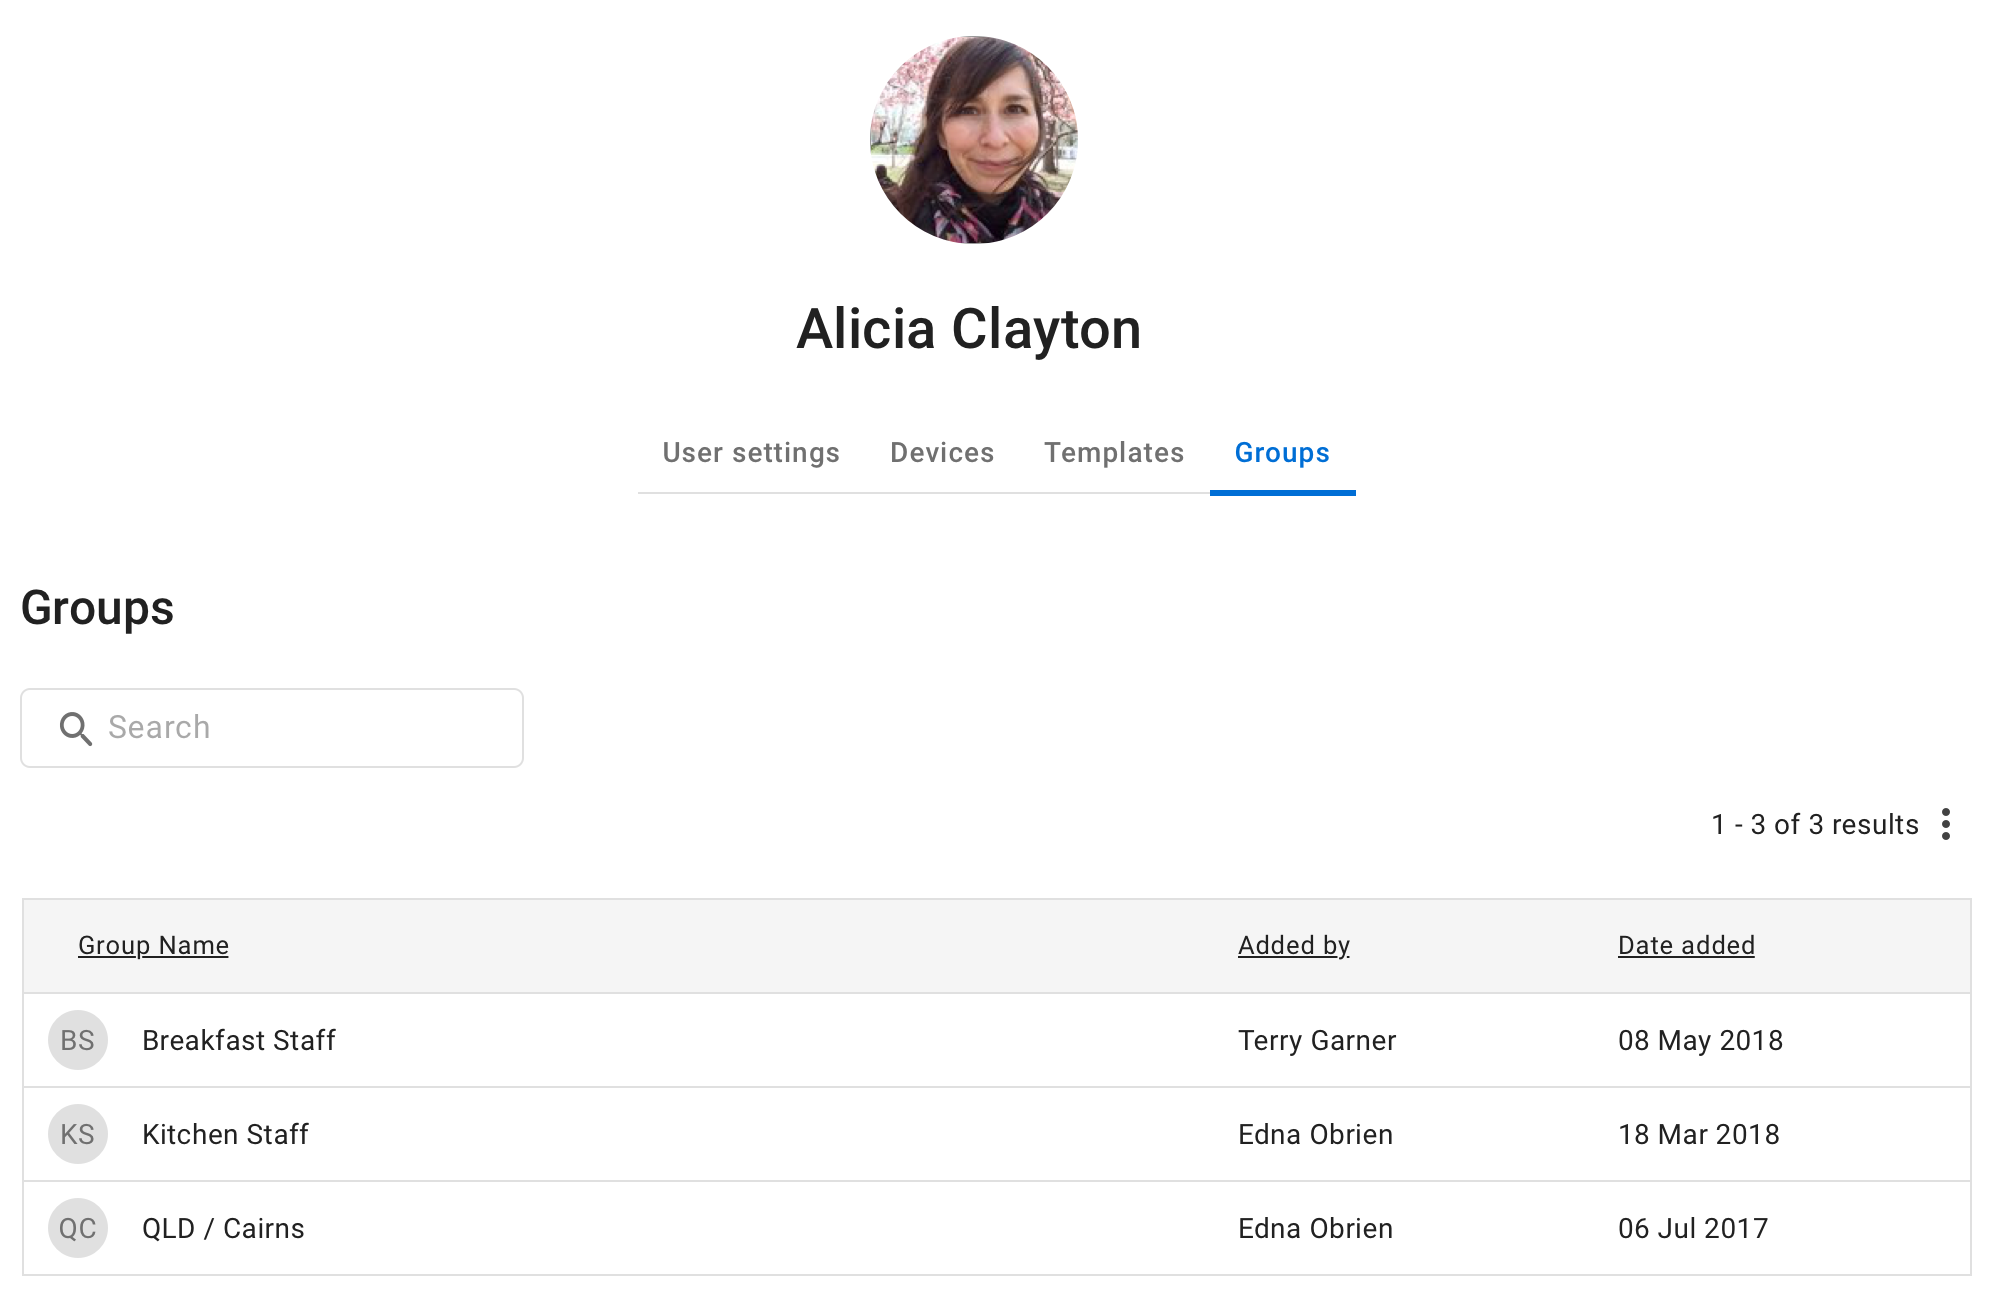 Alicia Clayton
User settings Devices Templates Groups
Groups
Search
1 - 3 of 3 results
Group Name Added by Date added
BS Breakfast Staff Terry Garner 08 May 2018
KS Kitchen Staff Edna Obrien 18 Mar 2018
QC QLD / Cairns Edna Obrien 06 Jul 2017